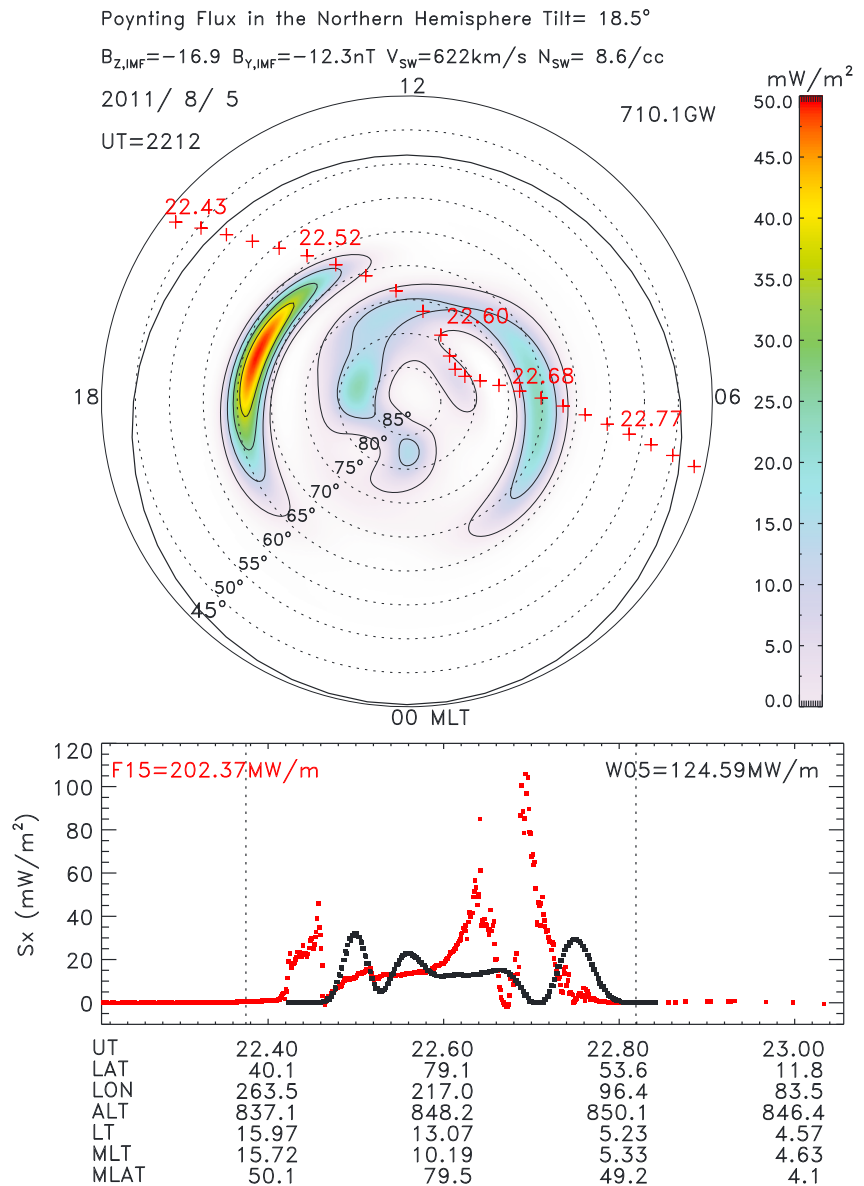 Poynting Flux in the Northern Hemisphere Tilt= 18.5°
B_Z,IMF=−16.9 B_Y,IMF=−12.3nT V_SW=622km/s N_SW= 8.6/cc
2011/ 8/ 5
12
mW/m²
710.1GW
UT=2212
50.0
45.0
40.0
35.0
30.0
25.0
20.0
15.0
10.0
5.0
0.0
22.43
22.52
22.60
22.68
22.77
18
06
85°
80°
75°
70°
65°
60°
55°
50°
45°
00 MLT
F15=202.37MW/m
W05=124.59MW/m
Sx (mW/m²)
120
100
80
60
40
20
0
UT 22.40 22.60 22.80 23.00
LAT 40.1 79.1 53.6 11.8
LON 263.5 217.0 96.4 83.5
ALT 837.1 848.2 850.1 846.4
LT 15.97 13.07 5.23 4.57
MLT 15.72 10.19 5.33 4.63
MLAT 50.1 79.5 49.2 4.1